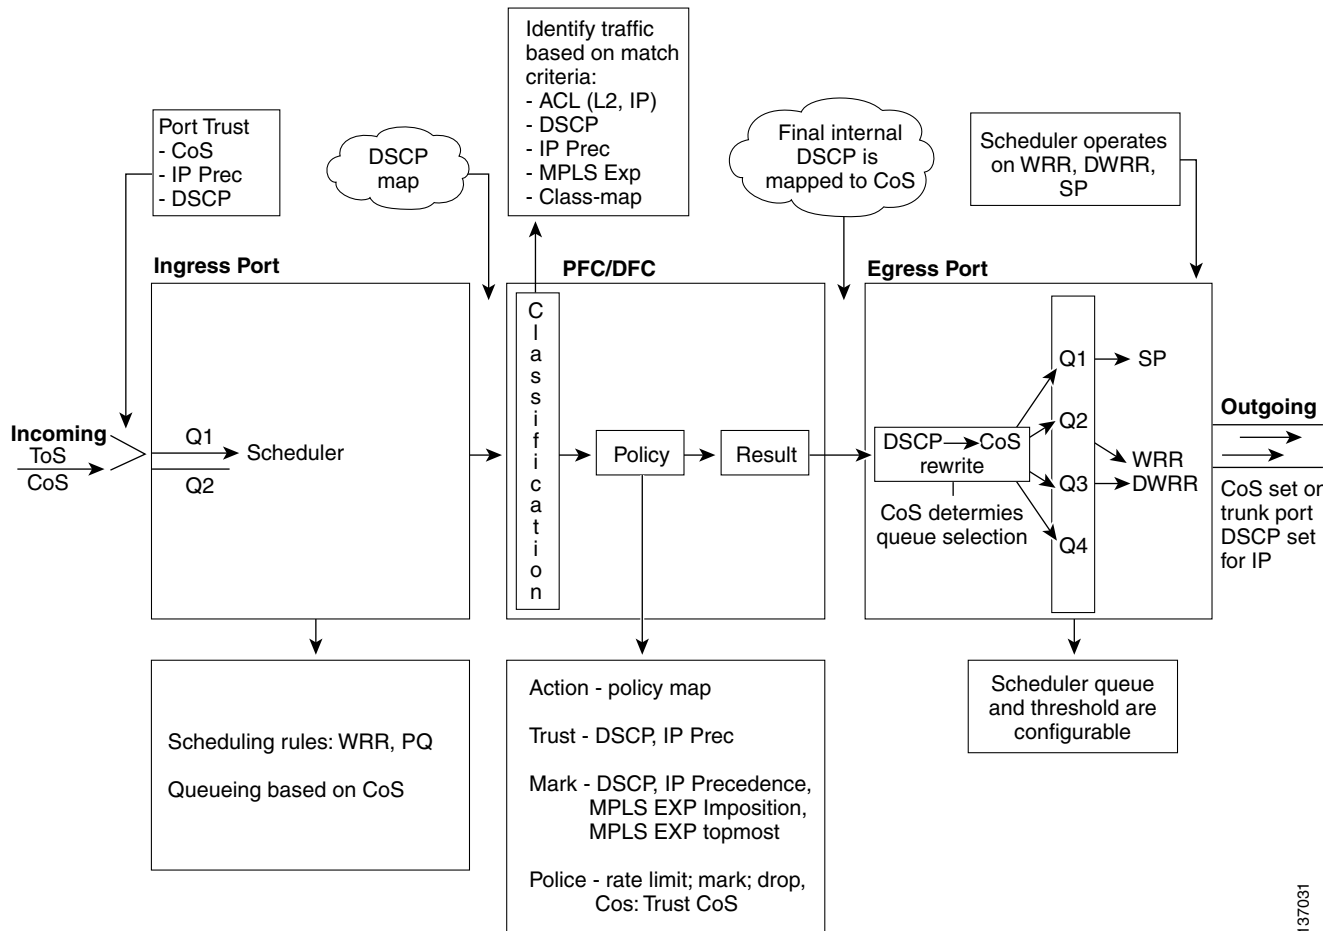 Identify traffic
based on match
criteria:
- ACL (L2, IP)
- DSCP
- IP Prec
- MPLS Exp
- Class-map
Port Trust
- CoS
- IP Prec
- DSCP
DSCP
map
Final internal
DSCP is
mapped to CoS
Scheduler operates
on WRR, DWRR,
SP
Ingress Port
PFC/DFC
Egress Port
Incoming
ToS
CoS
Q1
Q2
Scheduler
Classification
Policy
Result
DSCP CoS
rewrite
CoS determies
queue selection
Q1
Q2
Q3
Q4
SP
WRR
DWRR
Outgoing
CoS set on
trunk port
DSCP set
for IP
Scheduling rules: WRR, PQ
Queueing based on CoS
Action - policy map
Trust - DSCP, IP Prec
Mark - DSCP, IP Precedence,
MPLS EXP Imposition,
MPLS EXP topmost
Police - rate limit; mark; drop,
Cos: Trust CoS
Scheduler queue
and threshold are
configurable
137031